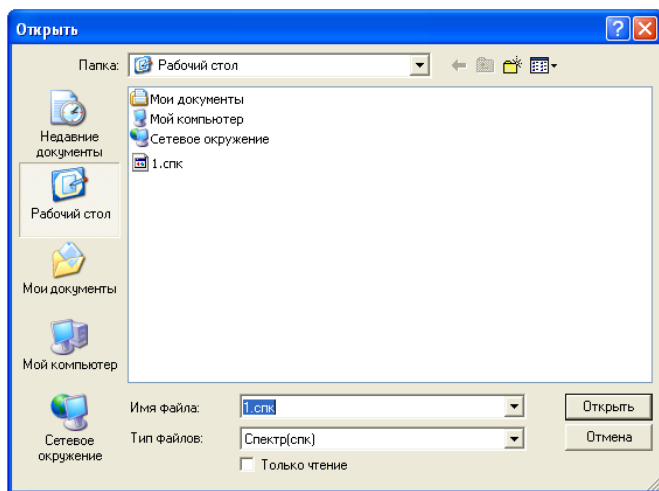 Открыть
Папка:
Рабочий стол
Недавние
документы
Рабочий стол
Мои документы
Мой компьютер
Сетевое
окружение
Мои документы
Мой компьютер
Сетевое окружение
1.спк
Имя файла:
1.спк
Открыть
Тип файлов:
Спектр(спк)
Отмена
Только чтение